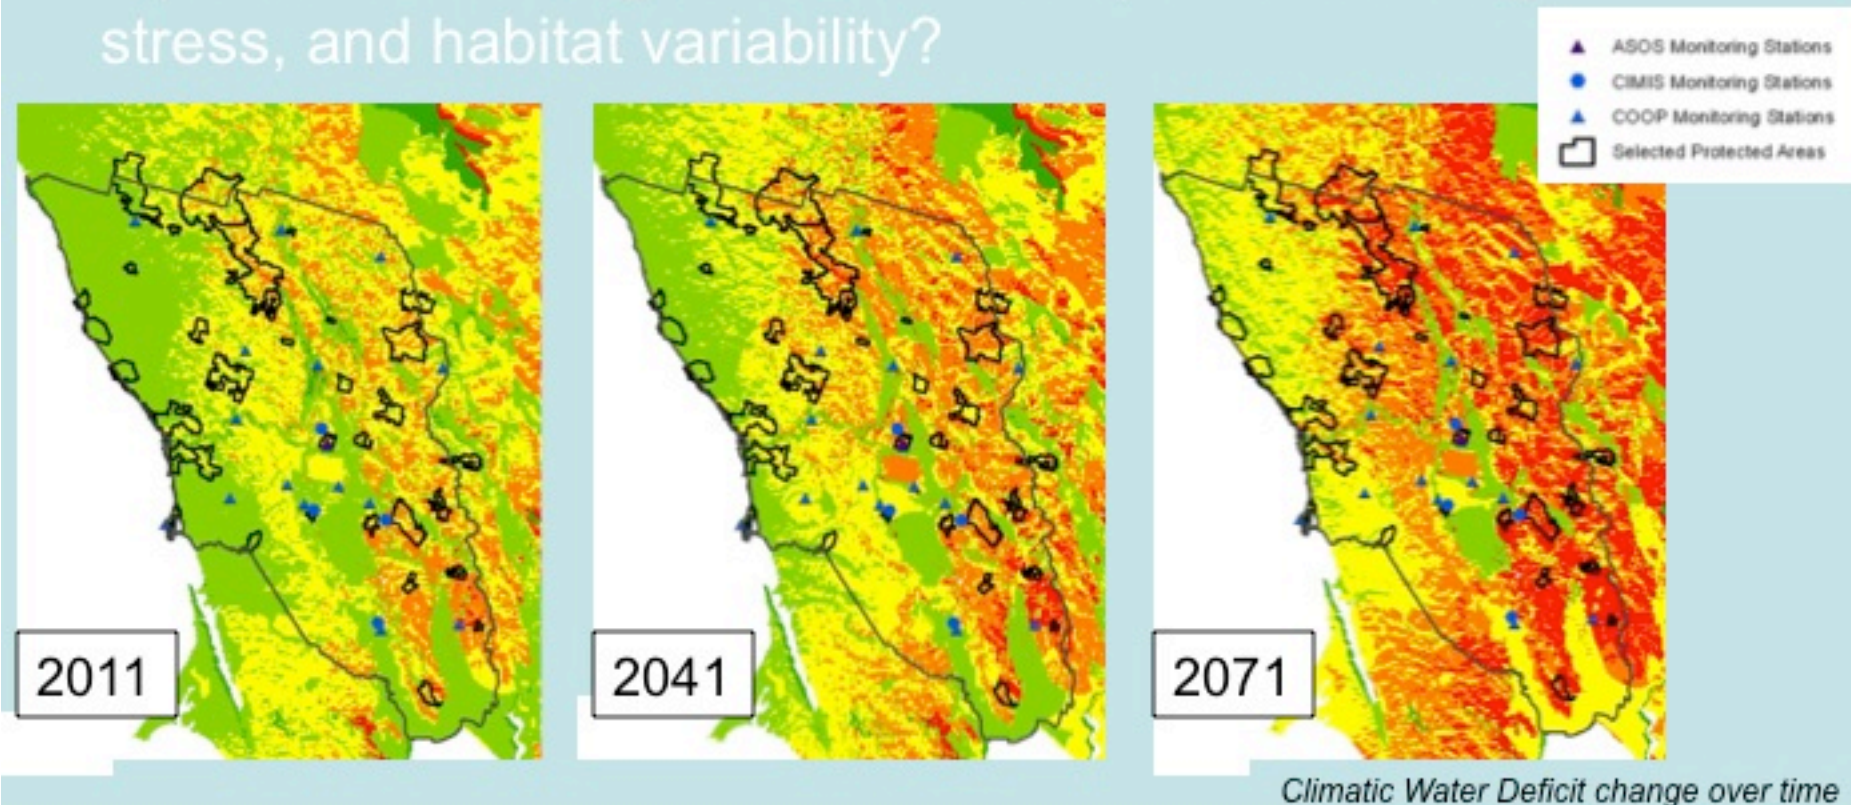 stress, and habitat variability?
ASOS Monitoring Stations
CIMIS Monitoring Stations
COOP Monitoring Stations
Selected Protected Areas
2011
2041
2071
Climatic Water Deficit change over time